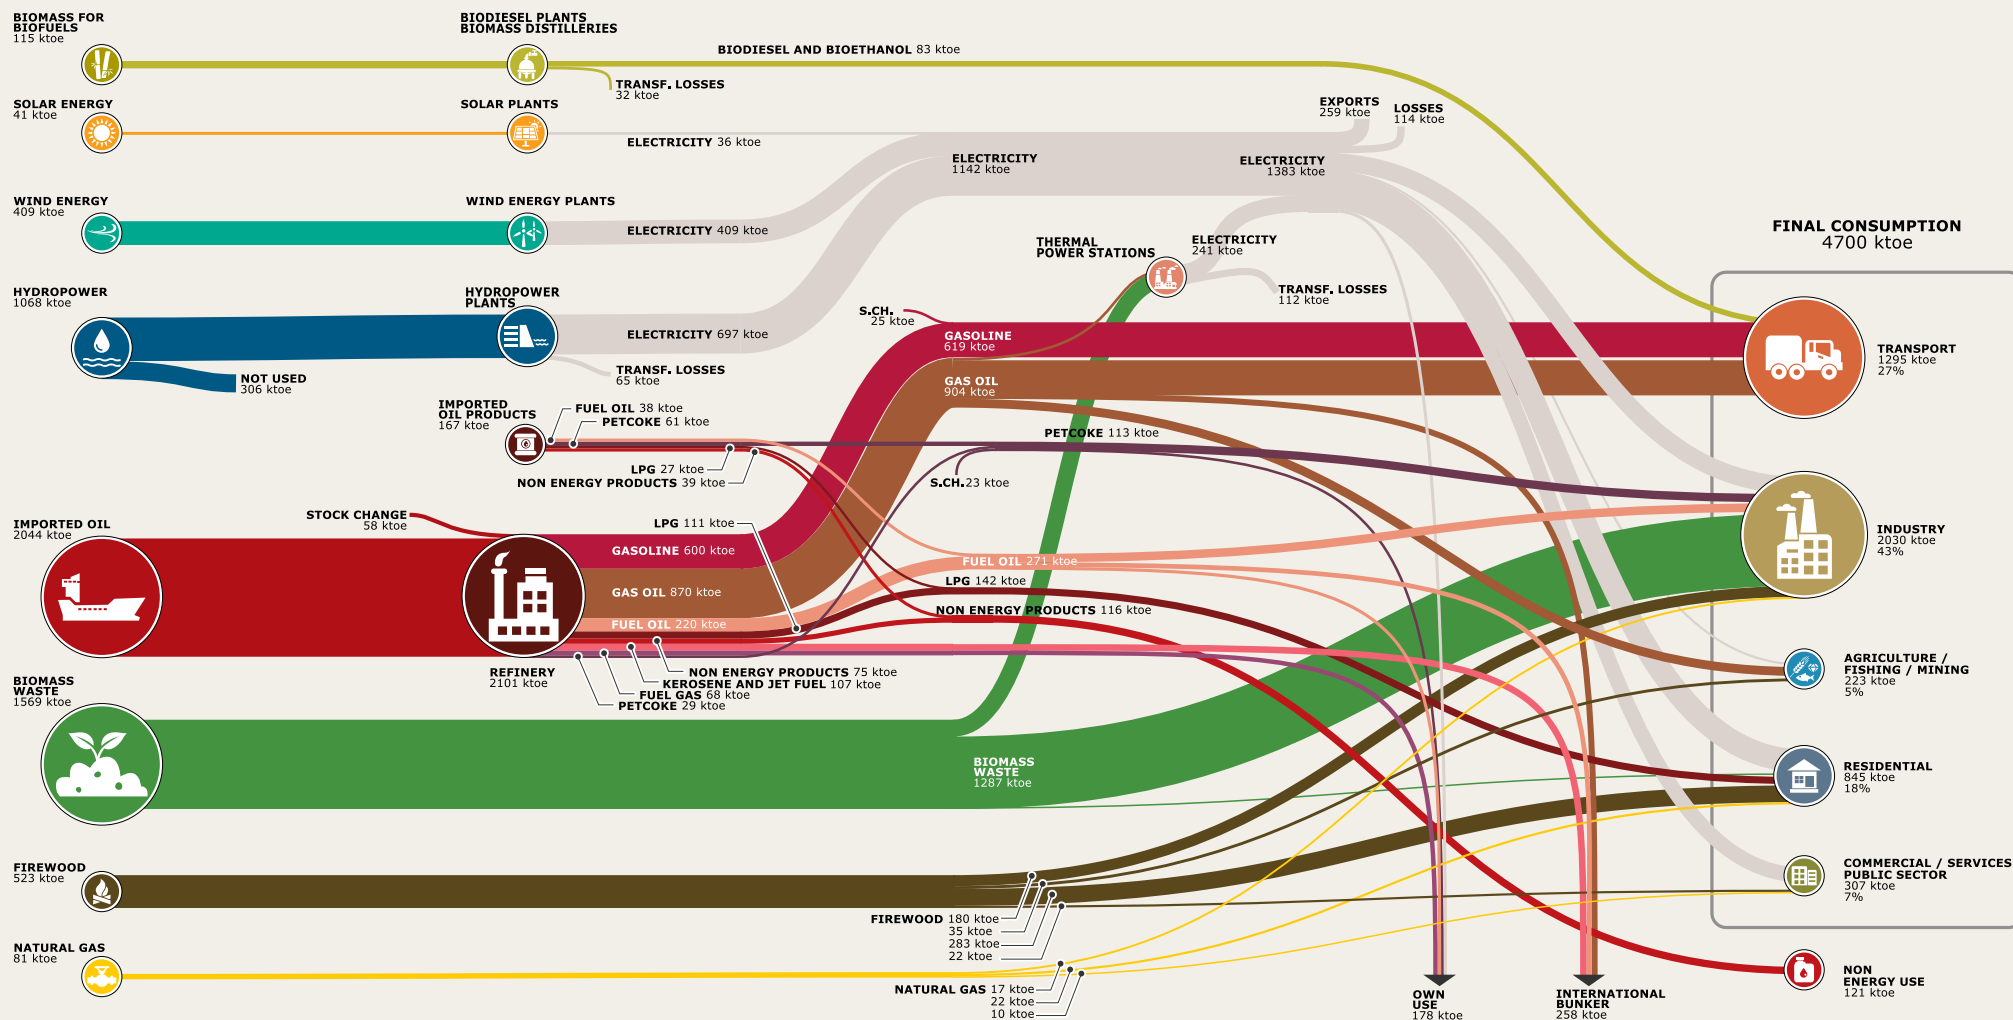 BIOMASS FOR
BIOFUELS
115 ktoe
BIODIESEL PLANTS
BIOMASS DISTILLERIES
BIODIESEL AND BIOETHANOL 83 ktoe
TRANSF. LOSSES
32 ktoe
SOLAR ENERGY
41 ktoe
SOLAR PLANTS
ELECTRICITY 36 ktoe
EXPORTS
259 ktoe
LOSSES
114 ktoe
ELECTRICITY
1142 ktoe
ELECTRICITY
1383 ktoe
WIND ENERGY
409 ktoe
WIND ENERGY PLANTS
ELECTRICITY 409 ktoe
THERMAL
POWER STATIONS
ELECTRICITY
241 ktoe
TRANSF. LOSSES
112 ktoe
FINAL CONSUMPTION
4700 ktoe
HYDROPOWER
1068 ktoe
HYDROPOWER
PLANTS
ELECTRICITY 697 ktoe
TRANSF. LOSSES
65 ktoe
NOT USED
306 ktoe
S.CH.
25 ktoe
GASOLINE
619 ktoe
GAS OIL
904 ktoe
TRANSPORT
1295 ktoe
27%
IMPORTED
OIL PRODUCTS
167 ktoe
FUEL OIL 38 ktoe
PETCOKE 61 ktoe
LPG 27 ktoe
NON ENERGY PRODUCTS 39 ktoe
PETCOKE 113 ktoe
S.CH.23 ktoe
IMPORTED OIL
2044 ktoe
STOCK CHANGE
58 ktoe
LPG 111 ktoe
GASOLINE 600 ktoe
GAS OIL 870 ktoe
FUEL OIL 220 ktoe
FUEL OIL 271 ktoe
LPG 142 ktoe
NON ENERGY PRODUCTS 116 ktoe
INDUSTRY
2030 ktoe
43%
REFINERY
2101 ktoe
NON ENERGY PRODUCTS 75 ktoe
KEROSENE AND JET FUEL 107 ktoe
FUEL GAS 68 ktoe
PETCOKE 29 ktoe
AGRICULTURE /
FISHING / MINING
223 ktoe
5%
BIOMASS
WASTE
1569 ktoe
BIOMASS
WASTE
1287 ktoe
RESIDENTIAL
845 ktoe
18%
FIREWOOD
523 ktoe
FIREWOOD 180 ktoe
35 ktoe
283 ktoe
22 ktoe
COMMERCIAL / SERVICES
PUBLIC SECTOR
307 ktoe
7%
NATURAL GAS
81 ktoe
NATURAL GAS 17 ktoe
22 ktoe
10 ktoe
OWN
USE
178 ktoe
INTERNATIONAL
BUNKER
258 ktoe
NON
ENERGY USE
121 ktoe